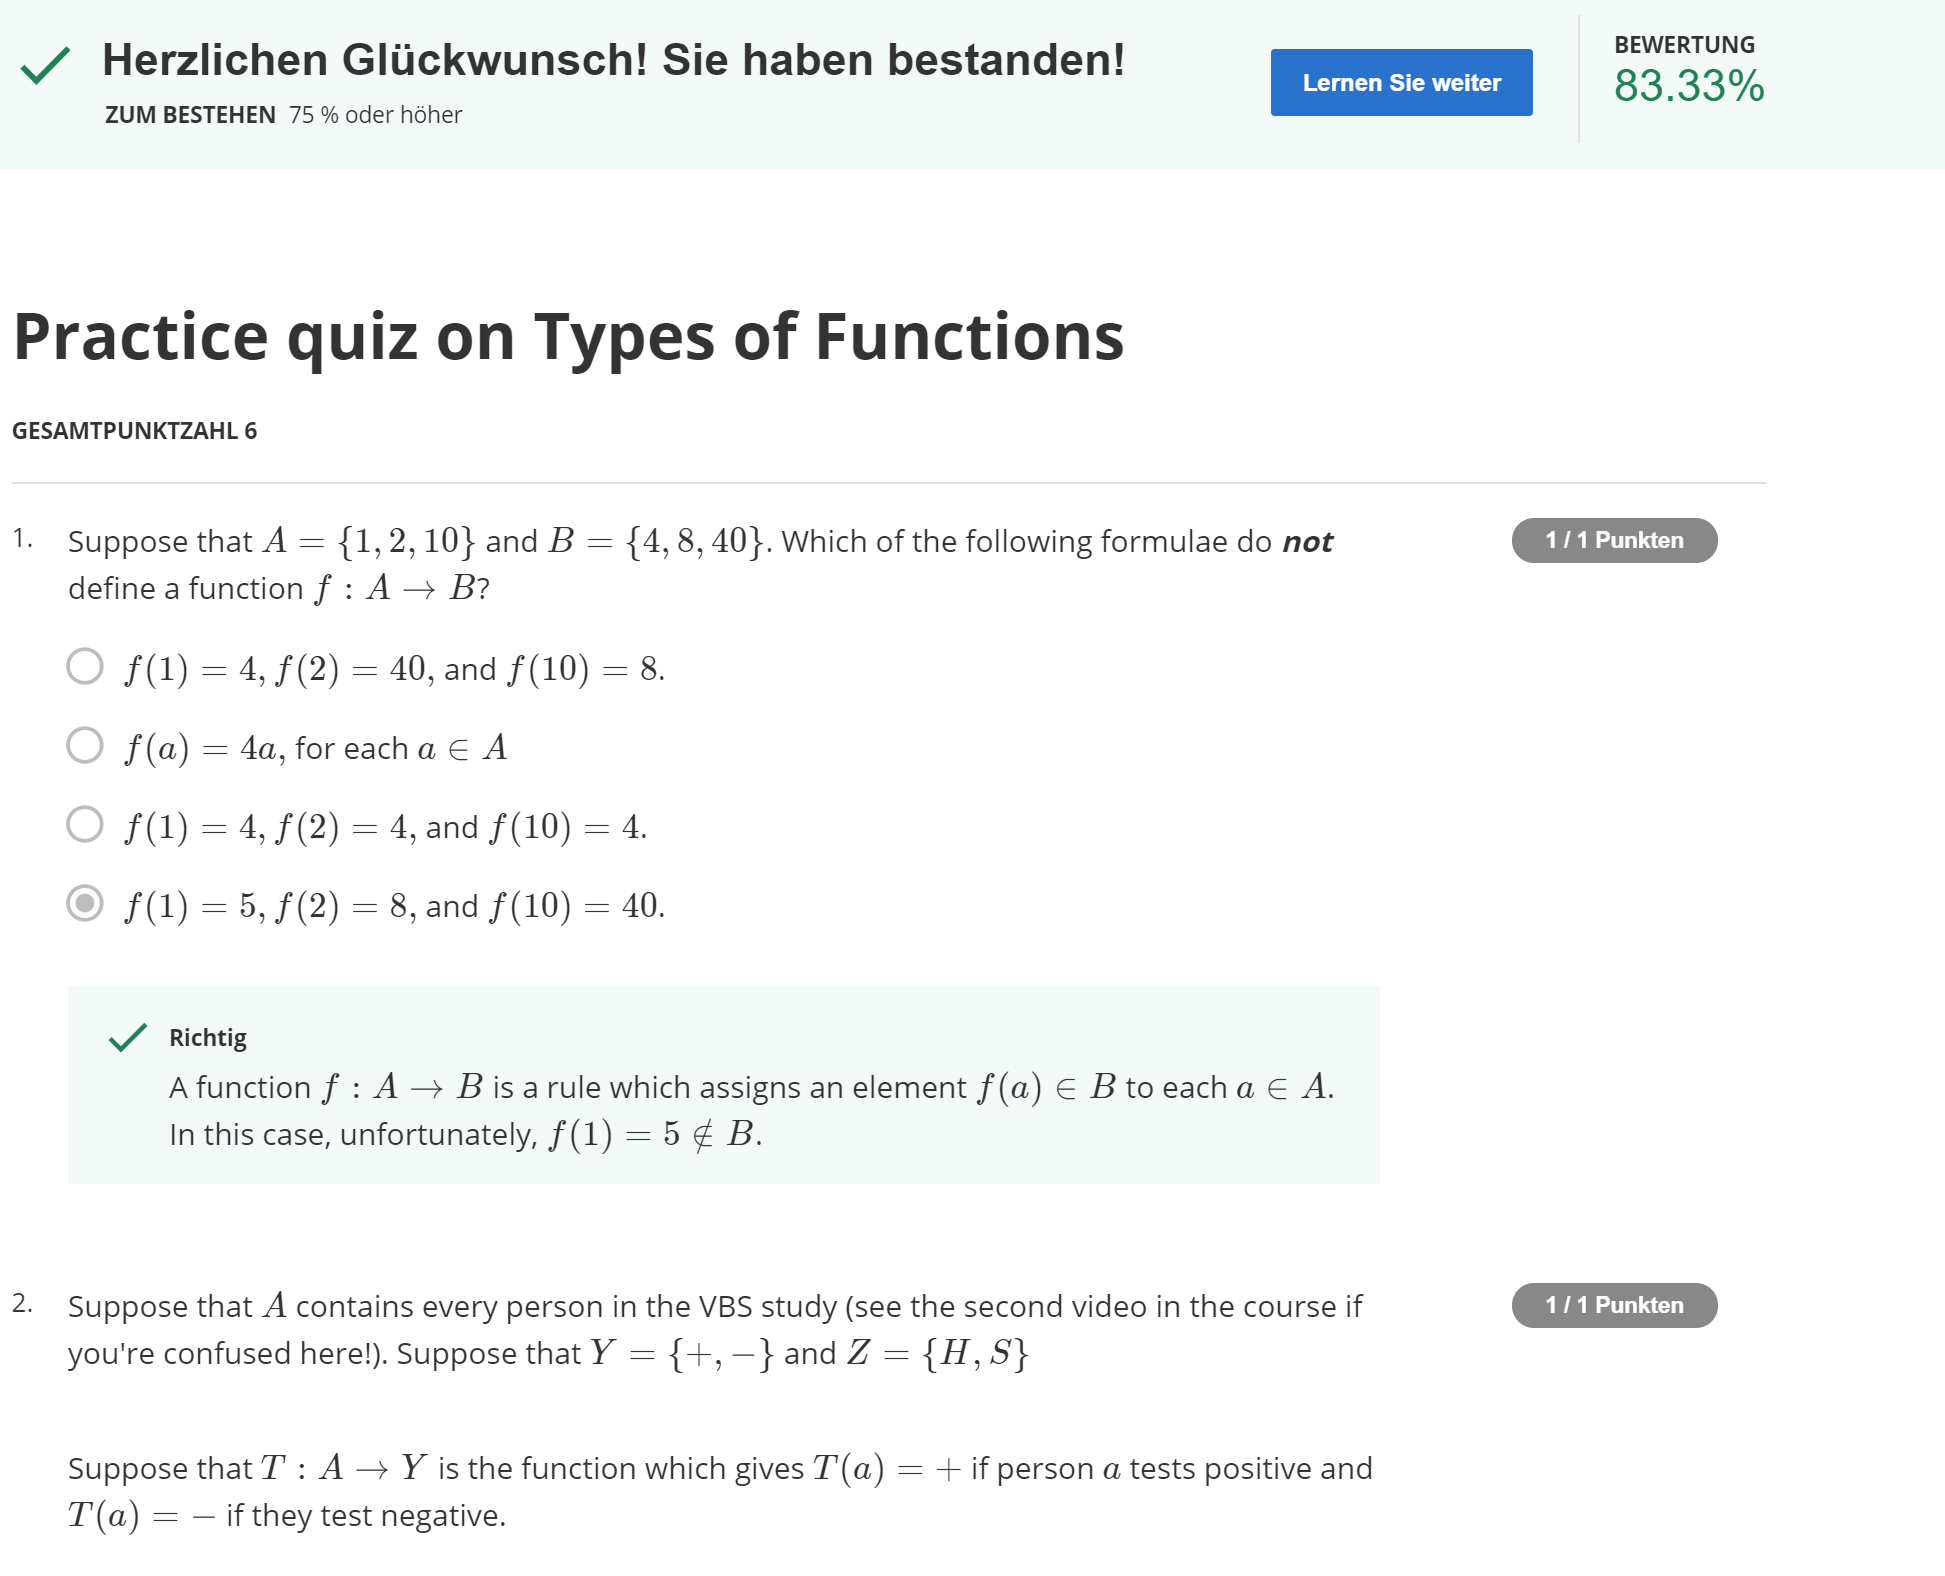 Herzlichen Glückwunsch! Sie haben bestanden!
ZUM BESTEHEN 75 % oder höher
Lernen Sie weiter
BEWERTUNG
83.33%
Practice quiz on Types of Functions
GESAMTPUNKTZAHL 6
1. Suppose that A = {1, 2, 10} and B = {4, 8, 40}. Which of the following formulae do not
define a function f : A → B?
1 / 1 Punkten
f(1) = 4, f(2) = 40, and f(10) = 8.
f(a) = 4a, for each a ∈ A
f(1) = 4, f(2) = 4, and f(10) = 4.
f(1) = 5, f(2) = 8, and f(10) = 40.
Richtig
A function f : A → B is a rule which assigns an element f(a) ∈ B to each a ∈ A.
In this case, unfortunately, f(1) = 5 ∉ B.
2. Suppose that A contains every person in the VBS study (see the second video in the course if
you're confused here!). Suppose that Y = {+, −} and Z = {H, S}
1 / 1 Punkten
Suppose that T : A → Y is the function which gives T(a) = + if person a tests positive and
T(a) = − if they test negative.